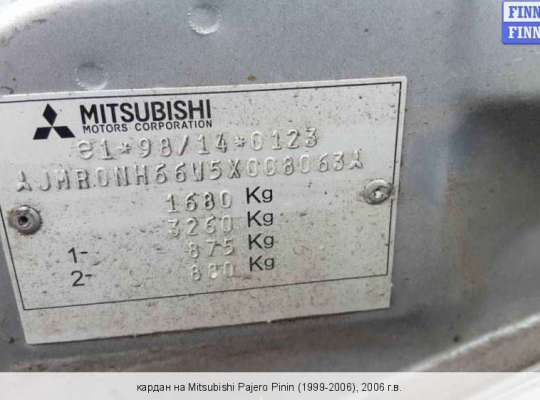 FINN
FINN
MITSUBISHI
MOTORS CORPORATION
e1*98/14*0123
JMR0NH66W5X008063
1680 Kg
3260 Kg
1- 875 Kg
2- 800 Kg
кардан на Mitsubishi Pajero Pinin (1999-2006), 2006 г.в.